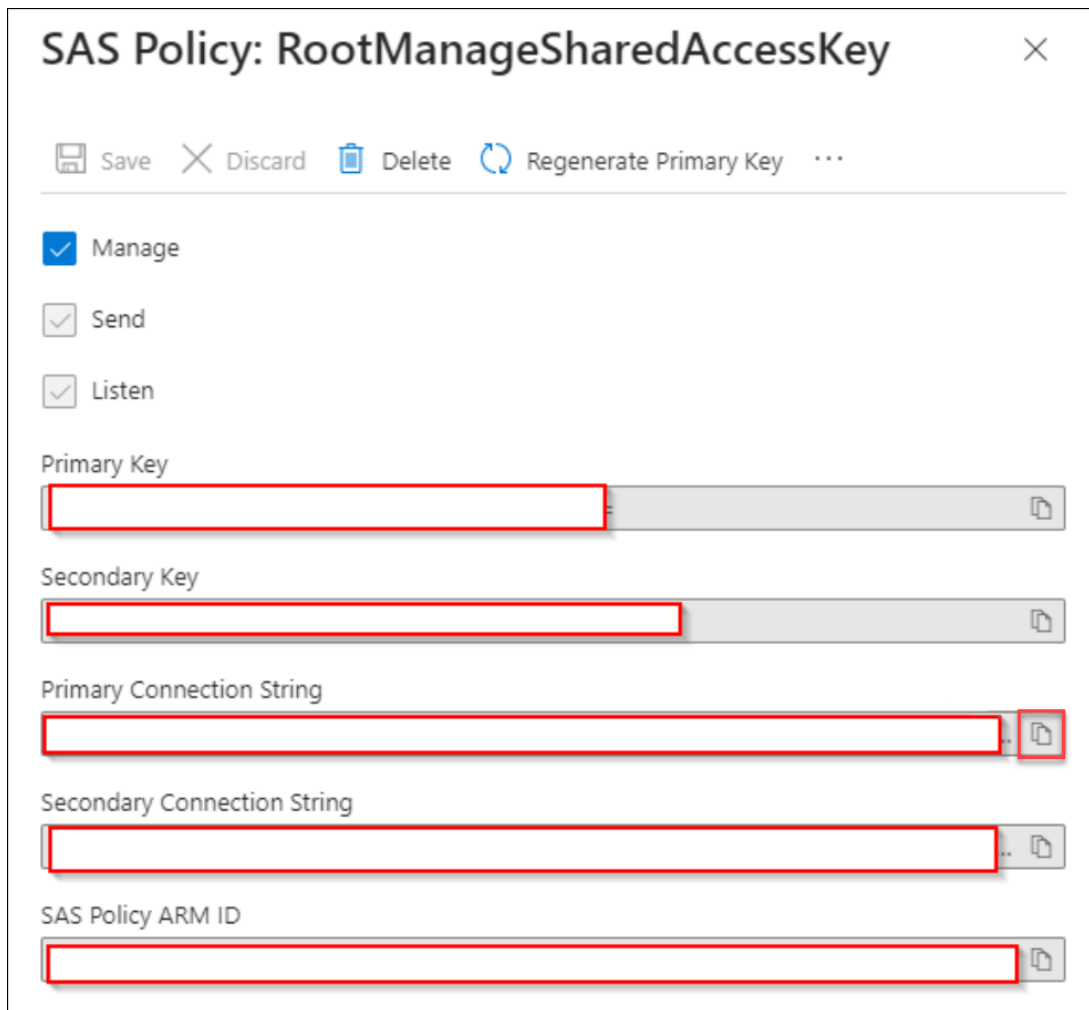 SAS Policy: RootManageSharedAccessKey
Save Discard Delete Regenerate Primary Key ···
Manage
Send
Listen
Primary Key
=
Secondary Key
Primary Connection String
..
Secondary Connection String
..
SAS Policy ARM ID